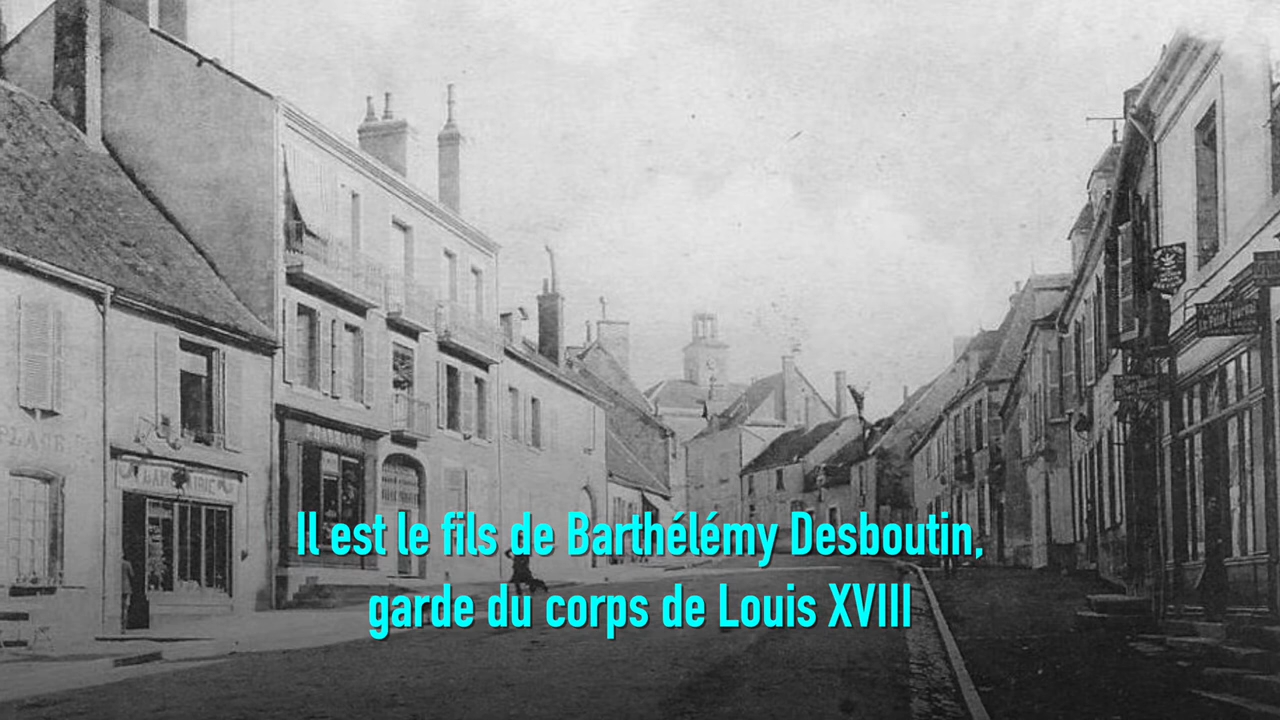 Il est le fils de Barthélémy Desboutin,
garde du corps de Louis XVIII